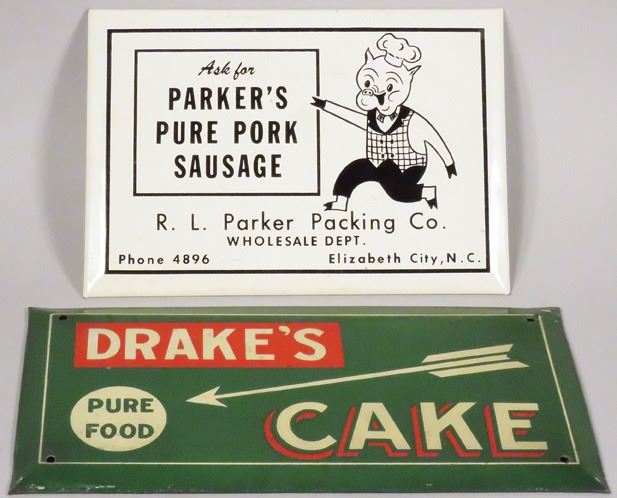 Ask for
PARKER'S
PURE PORK
SAUSAGE
R. L. Parker Packing Co.
WHOLESALE DEPT.
Phone 4896 Elizabeth City, N.C.
DRAKE'S
PURE
FOOD
CAKE